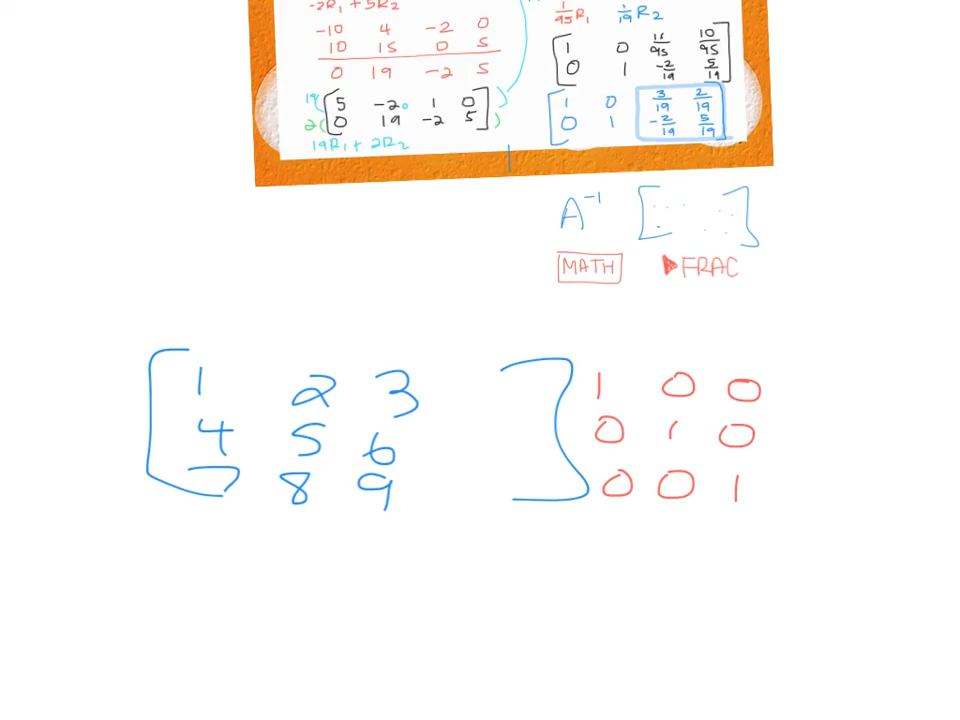 -2R₁ + 5R₂
-10 4 -2 0
10 15 0 5
0 19 -2 5
19( [5 -2 1 0] )
2( [0 19 -2 5] )
19R₁ + 2R₂
1/95 R₁ 1/19 R₂
[1 0 15/95 10/95]
[0 1 -2/19 5/19]
[1 0 3/19 2/19]
[0 1 -2/19 5/19]
A⁻¹ [ ]
MATH ▶FRAC
[1 2 3 ] 1 0 0
[4 5 6 ] 0 1 0
[7 8 9 ] 0 0 1